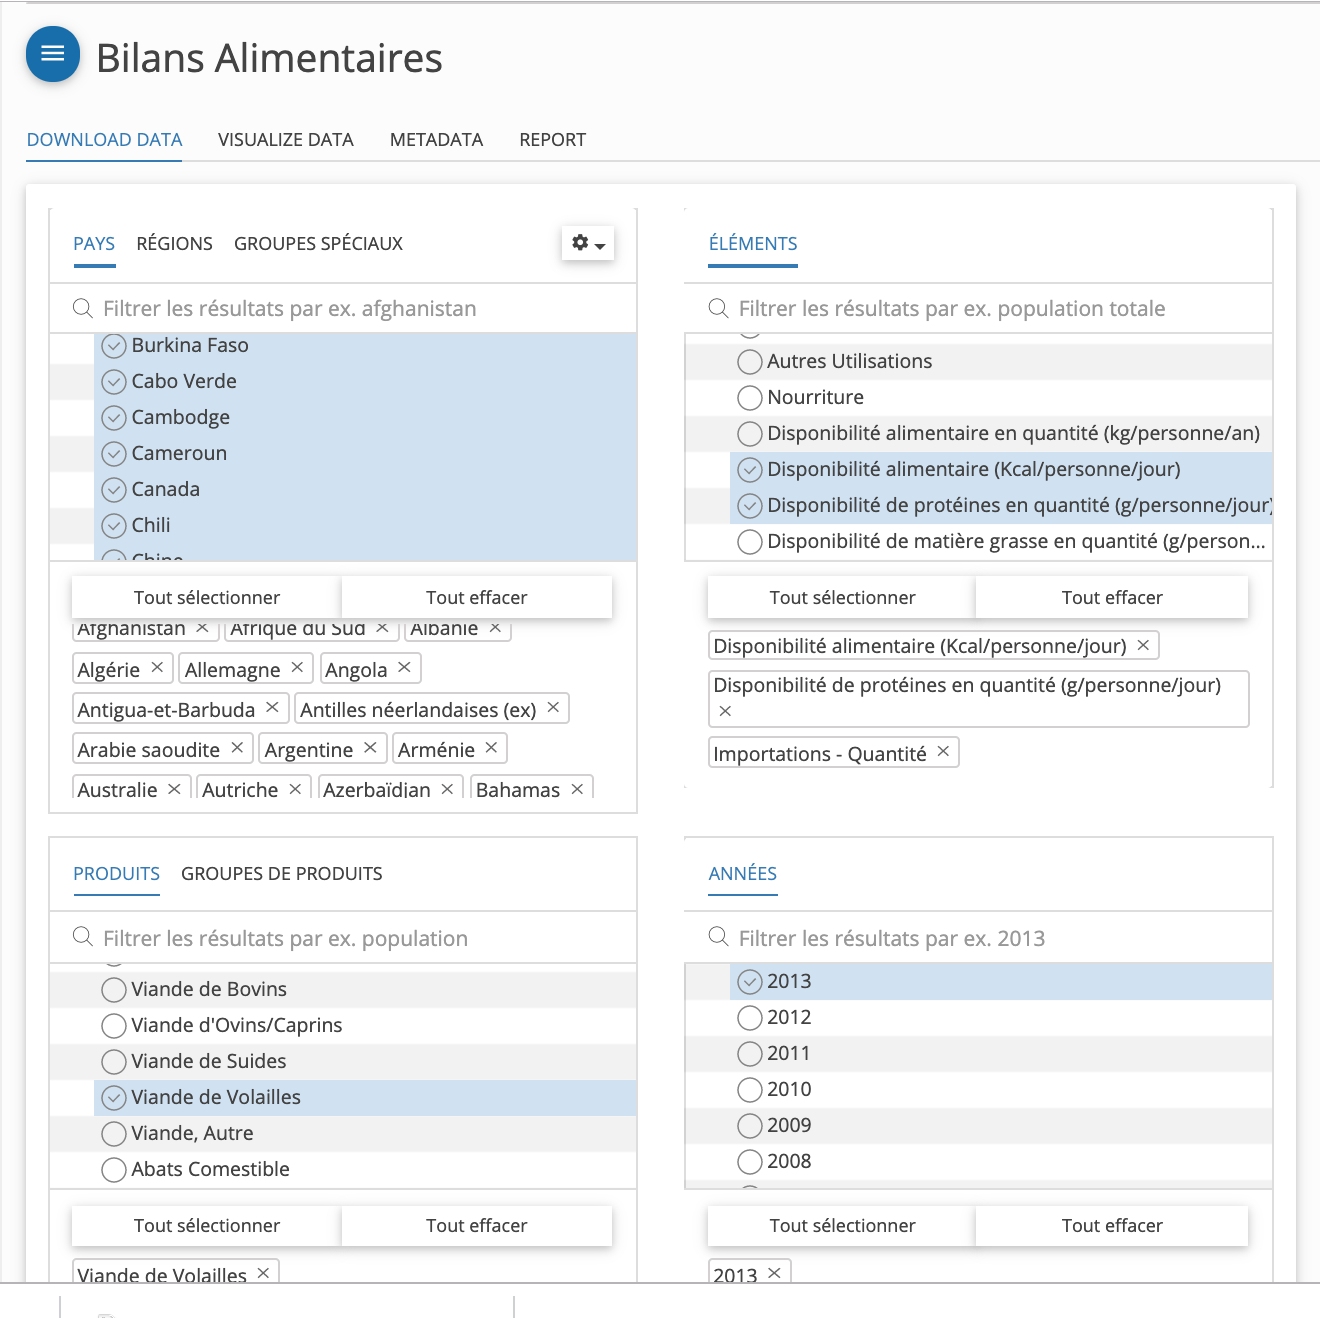 Bilans Alimentaires
DOWNLOAD DATA VISUALIZE DATA METADATA REPORT
PAYS RÉGIONS GROUPES SPÉCIAUX
Filtrer les résultats par ex. afghanistan
Burkina Faso
Cabo Verde
Cambodge
Cameroun
Canada
Chili
Chine
Tout sélectionner Tout effacer
Afghanistan × Afrique du Sud × Albanie ×
Algérie × Allemagne × Angola ×
Antigua-et-Barbuda × Antilles néerlandaises (ex) ×
Arabie saoudite × Argentine × Arménie ×
Australie × Autriche × Azerbaïdjan × Bahamas ×
ÉLÉMENTS
Filtrer les résultats par ex. population totale
Autres Utilisations
Nourriture
Disponibilité alimentaire en quantité (kg/personne/an)
Disponibilité alimentaire (Kcal/personne/jour)
Disponibilité de protéines en quantité (g/personne/jour)
Disponibilité de matière grasse en quantité (g/person...
Tout sélectionner Tout effacer
Disponibilité alimentaire (Kcal/personne/jour) ×
Disponibilité de protéines en quantité (g/personne/jour)
×
Importations - Quantité ×
PRODUITS GROUPES DE PRODUITS
Filtrer les résultats par ex. population
Viande de Bovins
Viande d'Ovins/Caprins
Viande de Suides
Viande de Volailles
Viande, Autre
Abats Comestible
Tout sélectionner Tout effacer
Viande de Volailles ×
ANNÉES
Filtrer les résultats par ex. 2013
2013
2012
2011
2010
2009
2008
Tout sélectionner Tout effacer
2013 ×